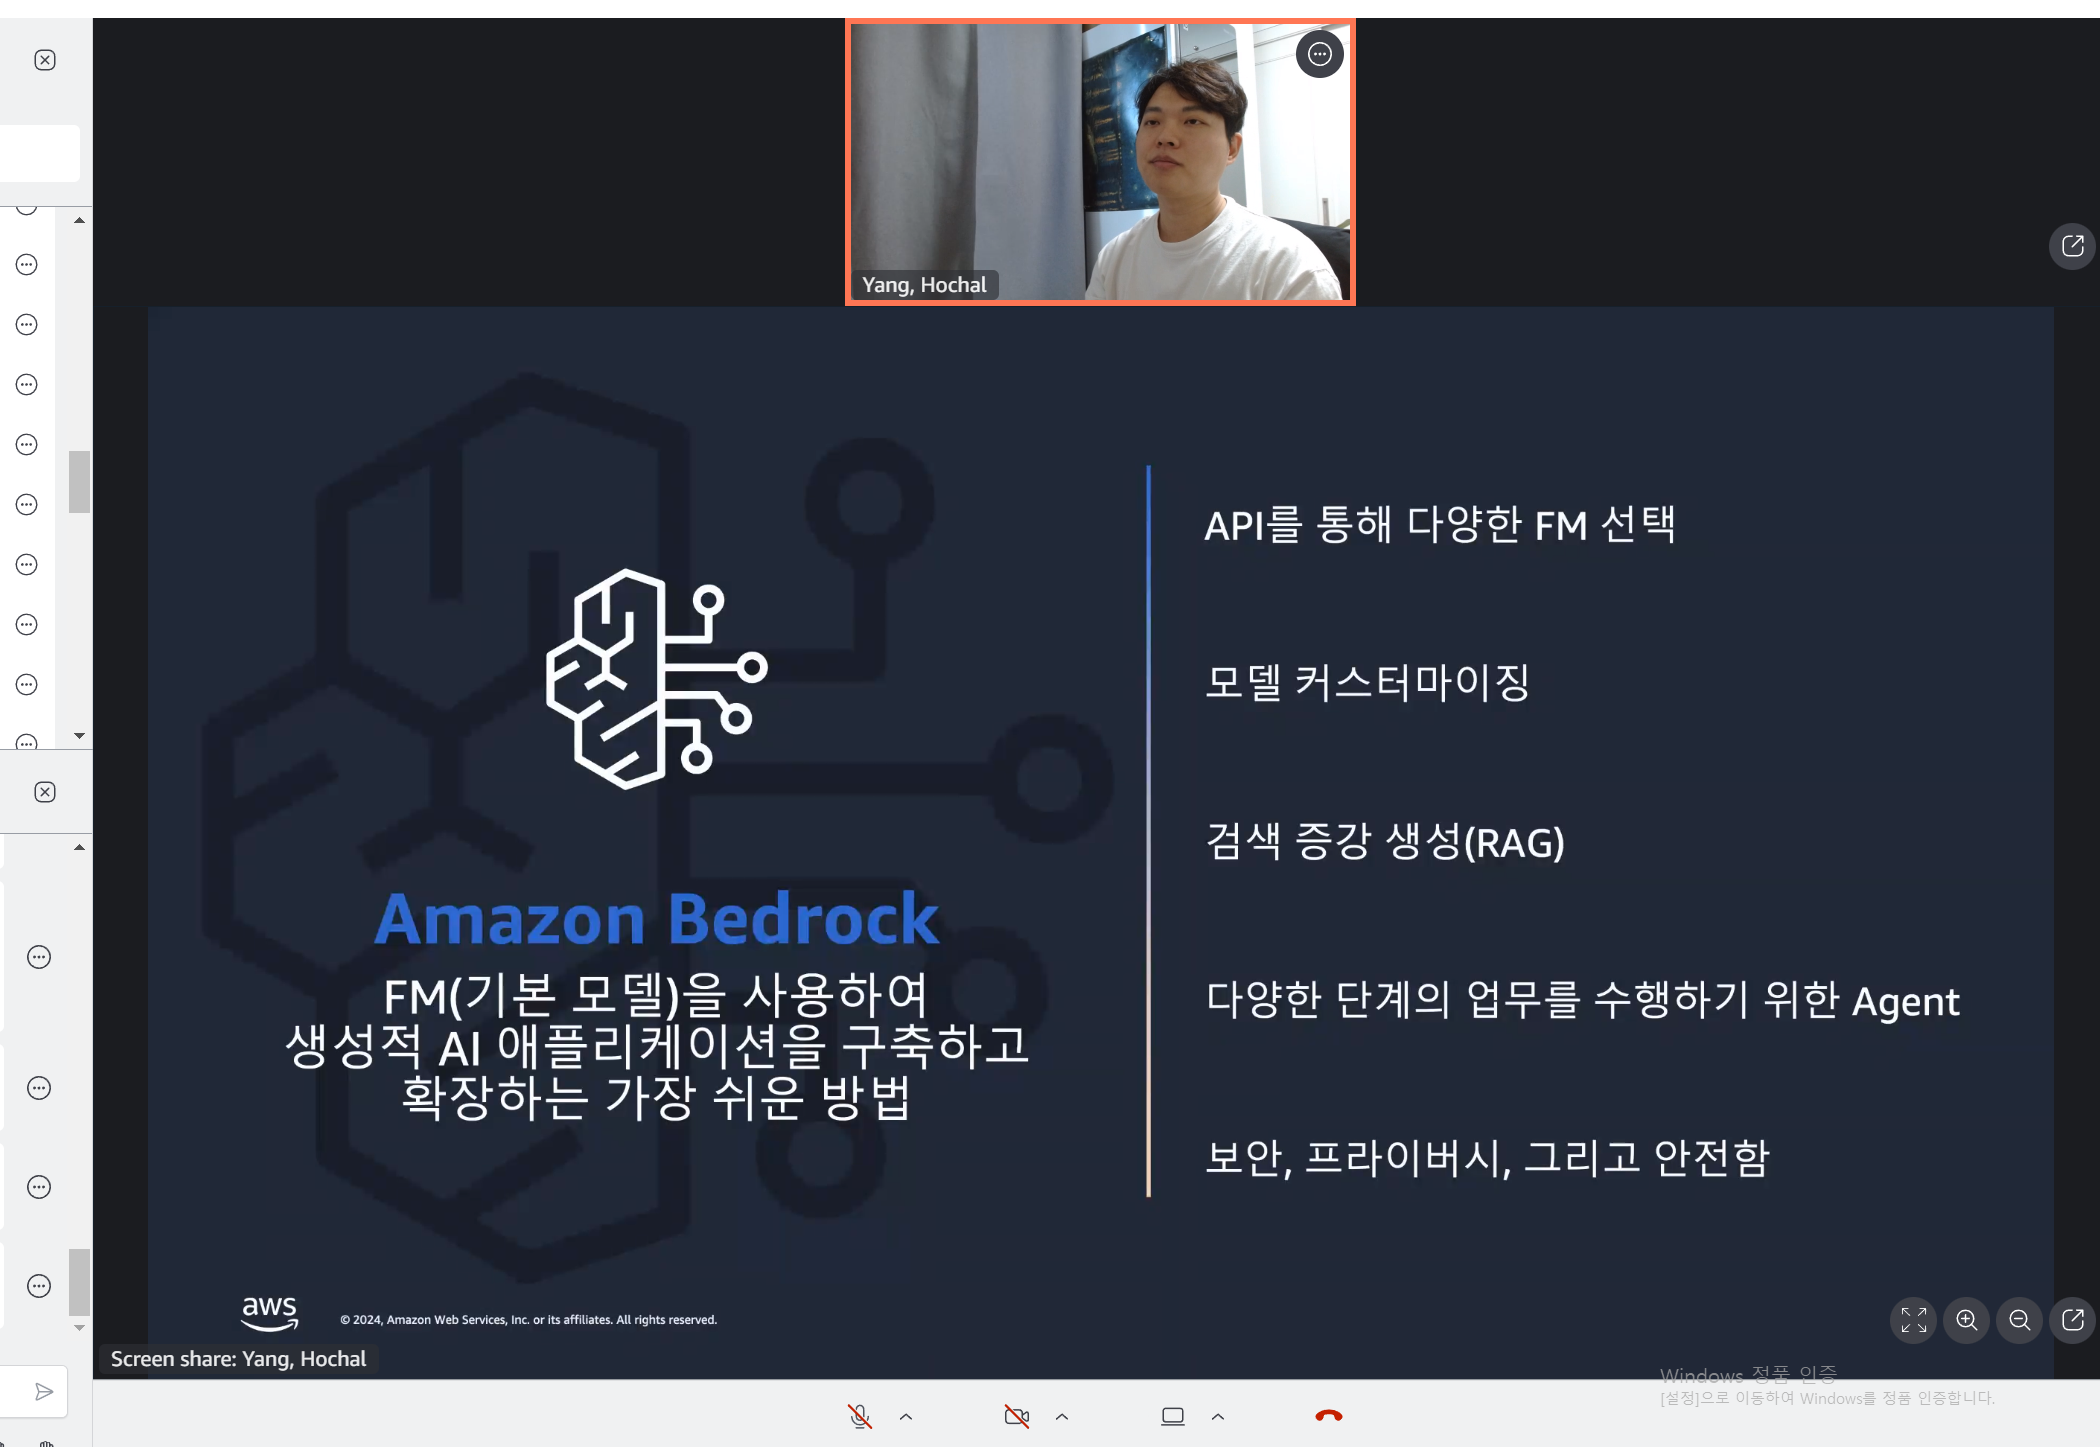 Yang, Hochal
API를 통해 다양한 FM 선택
모델 커스터마이징
검색 증강 생성(RAG)
다양한 단계의 업무를 수행하기 위한 Agent
보안, 프라이버시, 그리고 안전함
Amazon Bedrock
FM(기본 모델)을 사용하여
생성적 AI 애플리케이션을 구축하고
확장하는 가장 쉬운 방법
aws
© 2024, Amazon Web Services, Inc. or its affiliates. All rights reserved.
Screen share: Yang, Hochal
Windows 정품 인증
[설정]으로 이동하여 Windows를 정품 인증합니다.